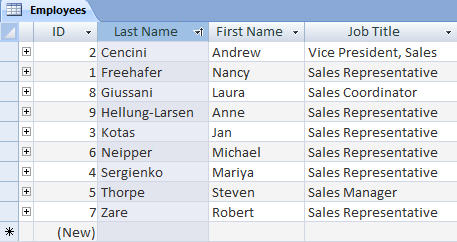 Employees
ID Last Name First Name Job Title
2 Cencini Andrew Vice President, Sales
1 Freehafer Nancy Sales Representative
8 Giussani Laura Sales Coordinator
9 Hellung-Larsen Anne Sales Representative
3 Kotas Jan Sales Representative
6 Neipper Michael Sales Representative
4 Sergienko Mariya Sales Representative
5 Thorpe Steven Sales Manager
7 Zare Robert Sales Representative
(New)